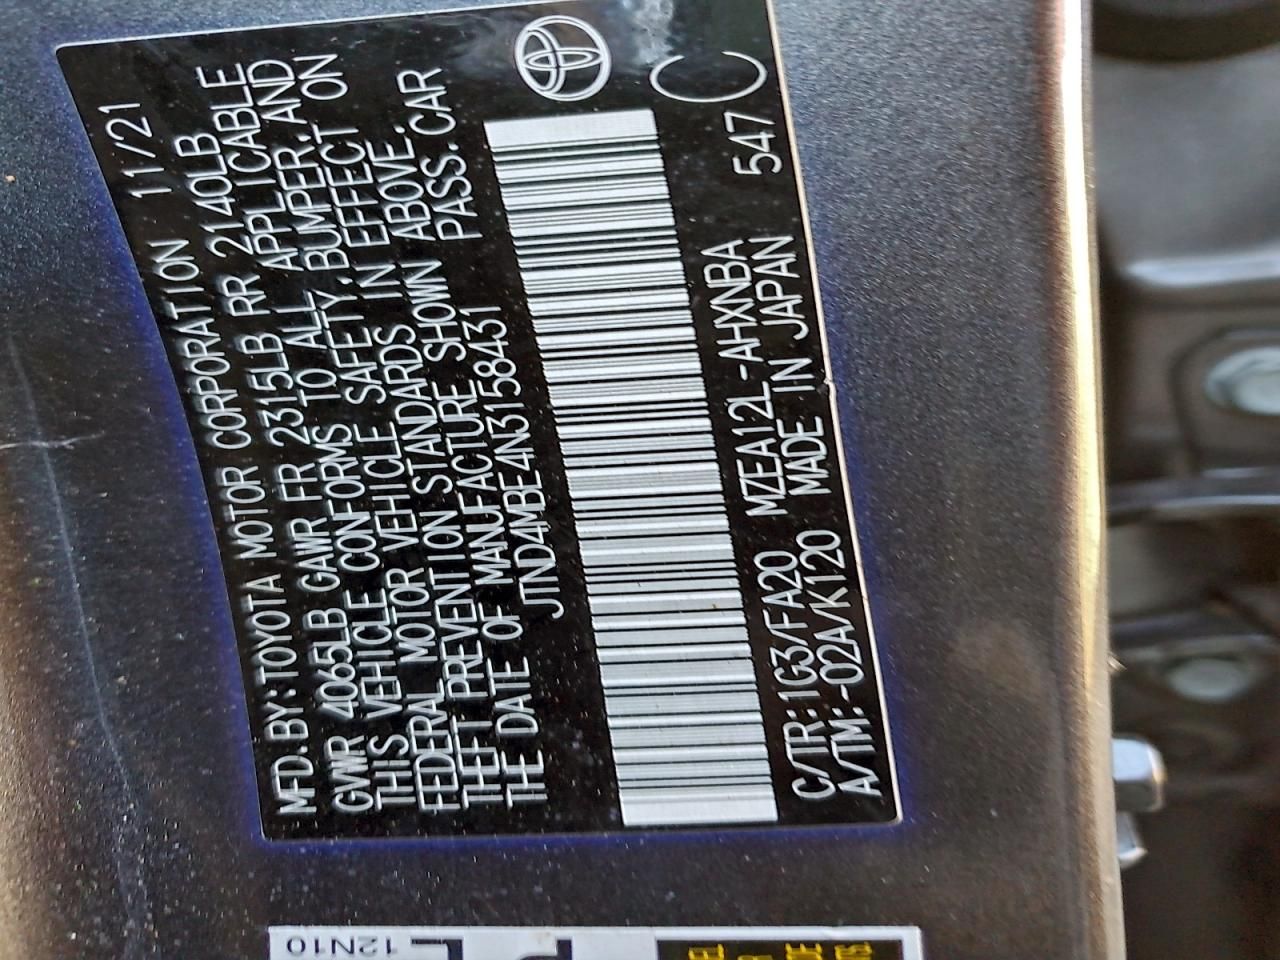 MFD.BY:TOYOTA MOTOR CORPORATION 11/21
GVWR 4065LB GAWR FR 2315LB RR 2140LB
THIS VEHICLE CONFORMS TO ALL APPLICABLE
FEDERAL MOTOR VEHICLE SAFETY,BUMPER,AND
THEFT PREVENTION STANDARDS IN EFFECT ON
THE DATE OF MANUFACTURE SHOWN ABOVE.
JTND4MBE4N3158431 PASS.CAR
C/TR:1G3/FA20 MZEA12L-AHXNBA 547 C
A/TM:-02A/K120 MADE IN JAPAN
12N10